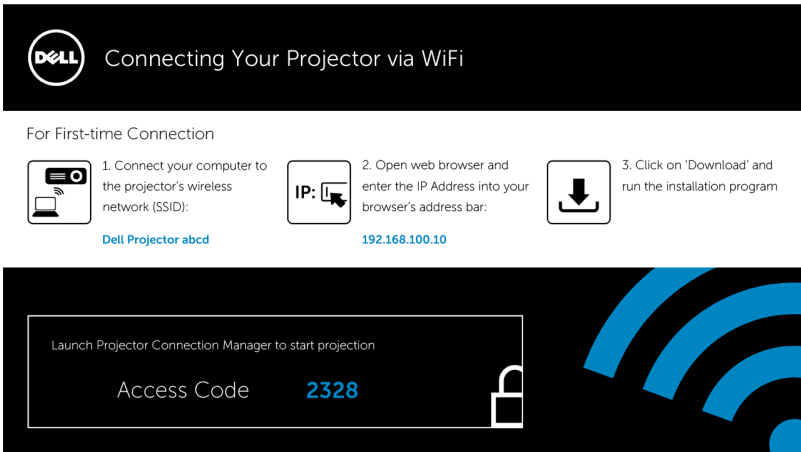 DELL
Connecting Your Projector via WiFi
For First-time Connection
1. Connect your computer to
the projector's wireless
network (SSID):
Dell Projector abcd
IP:
2. Open web browser and
enter the IP Address into your
browser's address bar:
192.168.100.10
3. Click on 'Download' and
run the installation program
Launch Projector Connection Manager to start projection
Access Code 2328